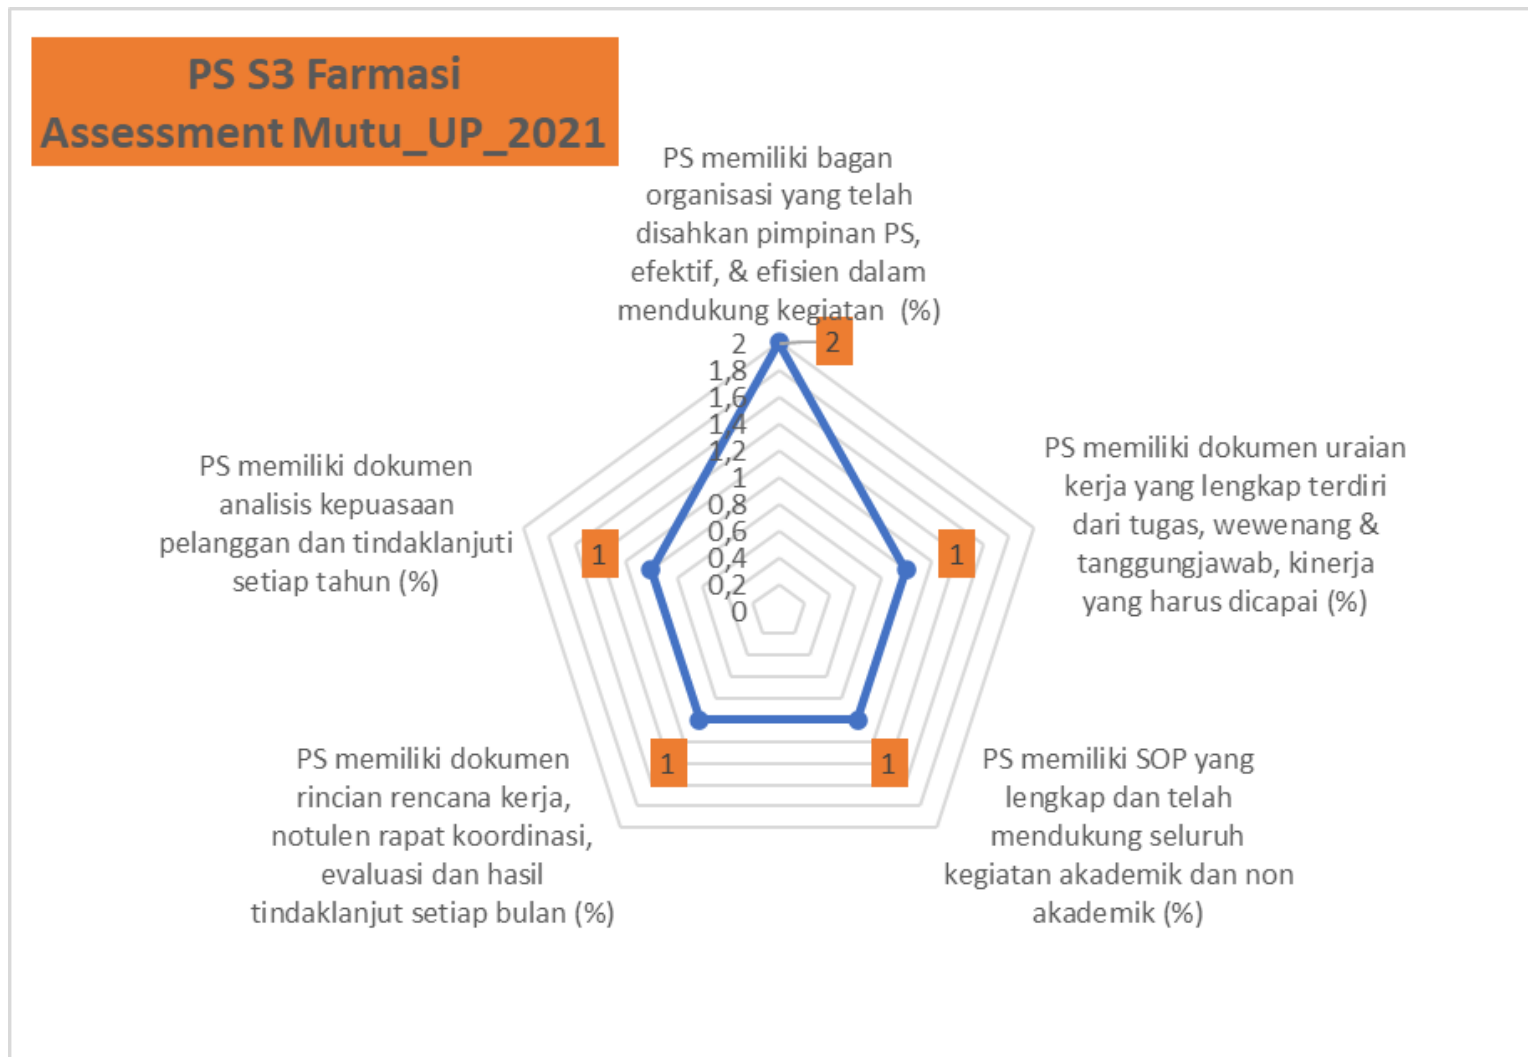 PS S3 Farmasi
Assessment Mutu_UP_2021
PS memiliki bagan
organisasi yang telah
disahkan pimpinan PS,
efektif, & efisien dalam
mendukung kegiatan (%)
2
2
1,8
1,6
1,4
1,2
1
0,8
0,6
0,4
0,2
0
PS memiliki dokumen uraian
kerja yang lengkap terdiri
dari tugas, wewenang &
tanggungjawab, kinerja
yang harus dicapai (%)
1
PS memiliki SOP yang
lengkap dan telah
mendukung seluruh
kegiatan akademik dan non
akademik (%)
1
PS memiliki dokumen
rincian rencana kerja,
notulen rapat koordinasi,
evaluasi dan hasil
tindaklanjut setiap bulan (%)
1
PS memiliki dokumen
analisis kepuasaan
pelanggan dan tindaklanjuti
setiap tahun (%)
1